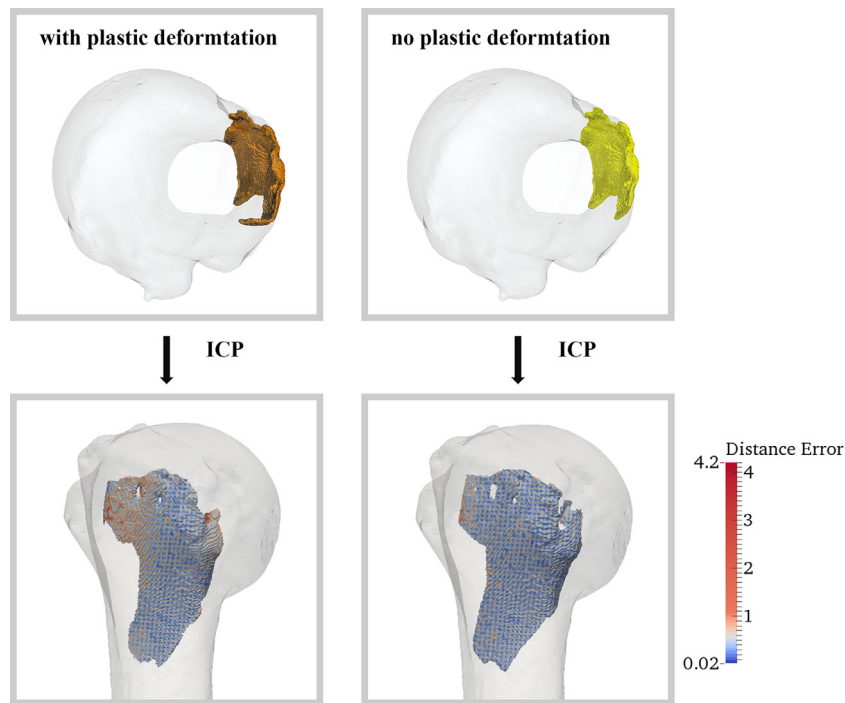 with plastic deformtation
no plastic deformtation
ICP
ICP
Distance Error
4.2
4
3
2
1
0.02